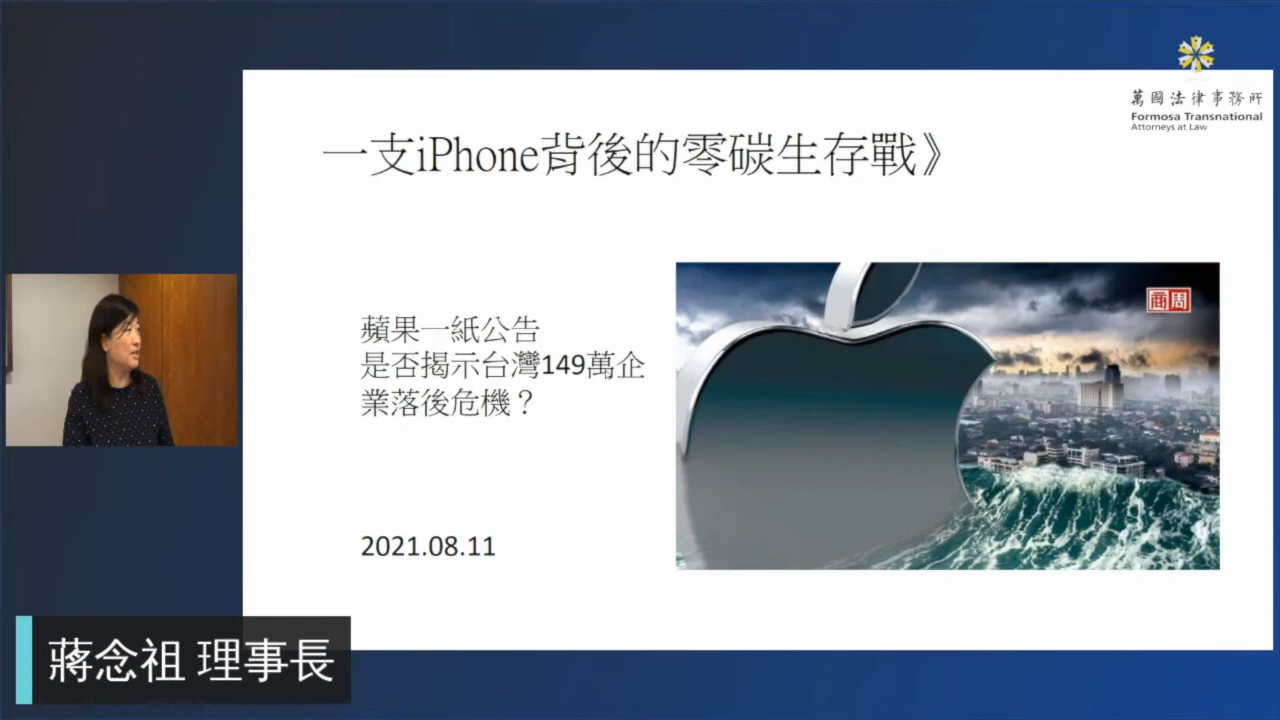 萬國法律事務所
Formosa Transnational
Attorneys at Law
一支iPhone背後的零碳生存戰》
商周
蘋果一紙公告
是否揭示台灣149萬企
業落後危機？
2021.08.11
蔣念祖 理事長